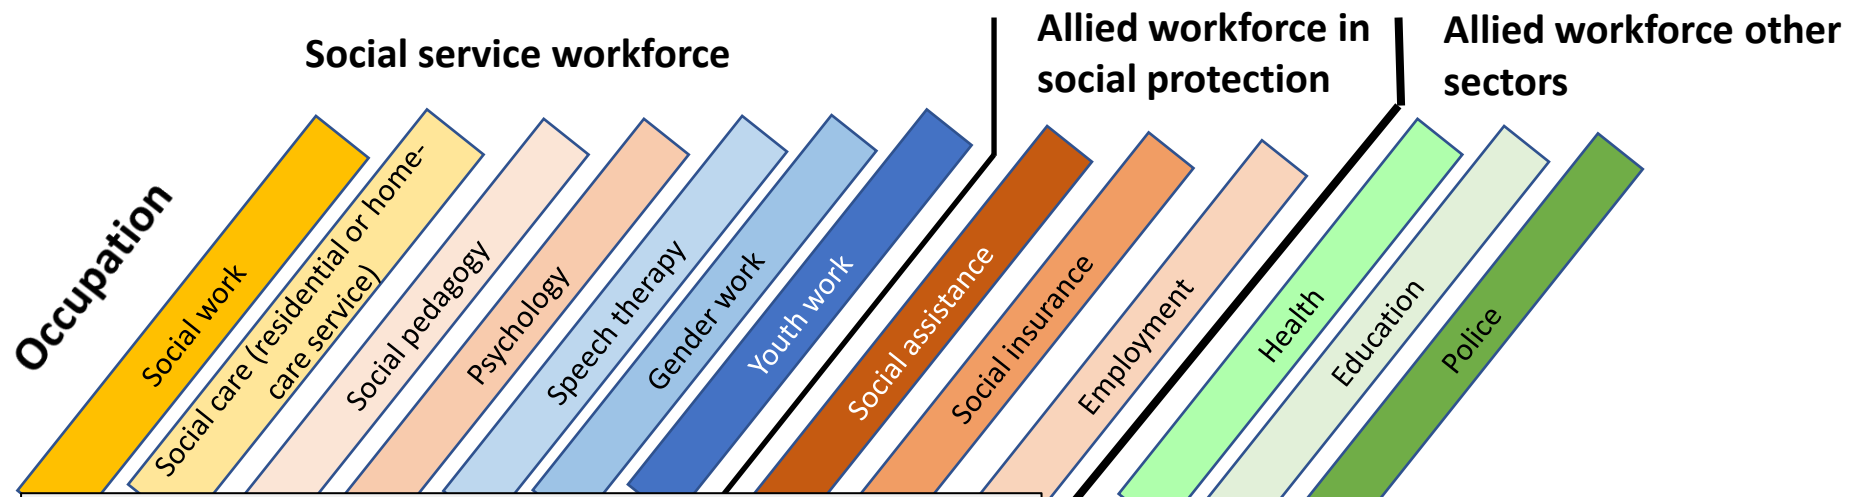 Social service workforce
Allied workforce in
social protection
Allied workforce other
sectors
Occupation
Social work
Social care (residential or home-
care service)
Social pedagogy
Psychology
Speech therapy
Gender work
Youth work
Social assistance
Social insurance
Employment
Health
Education
Police